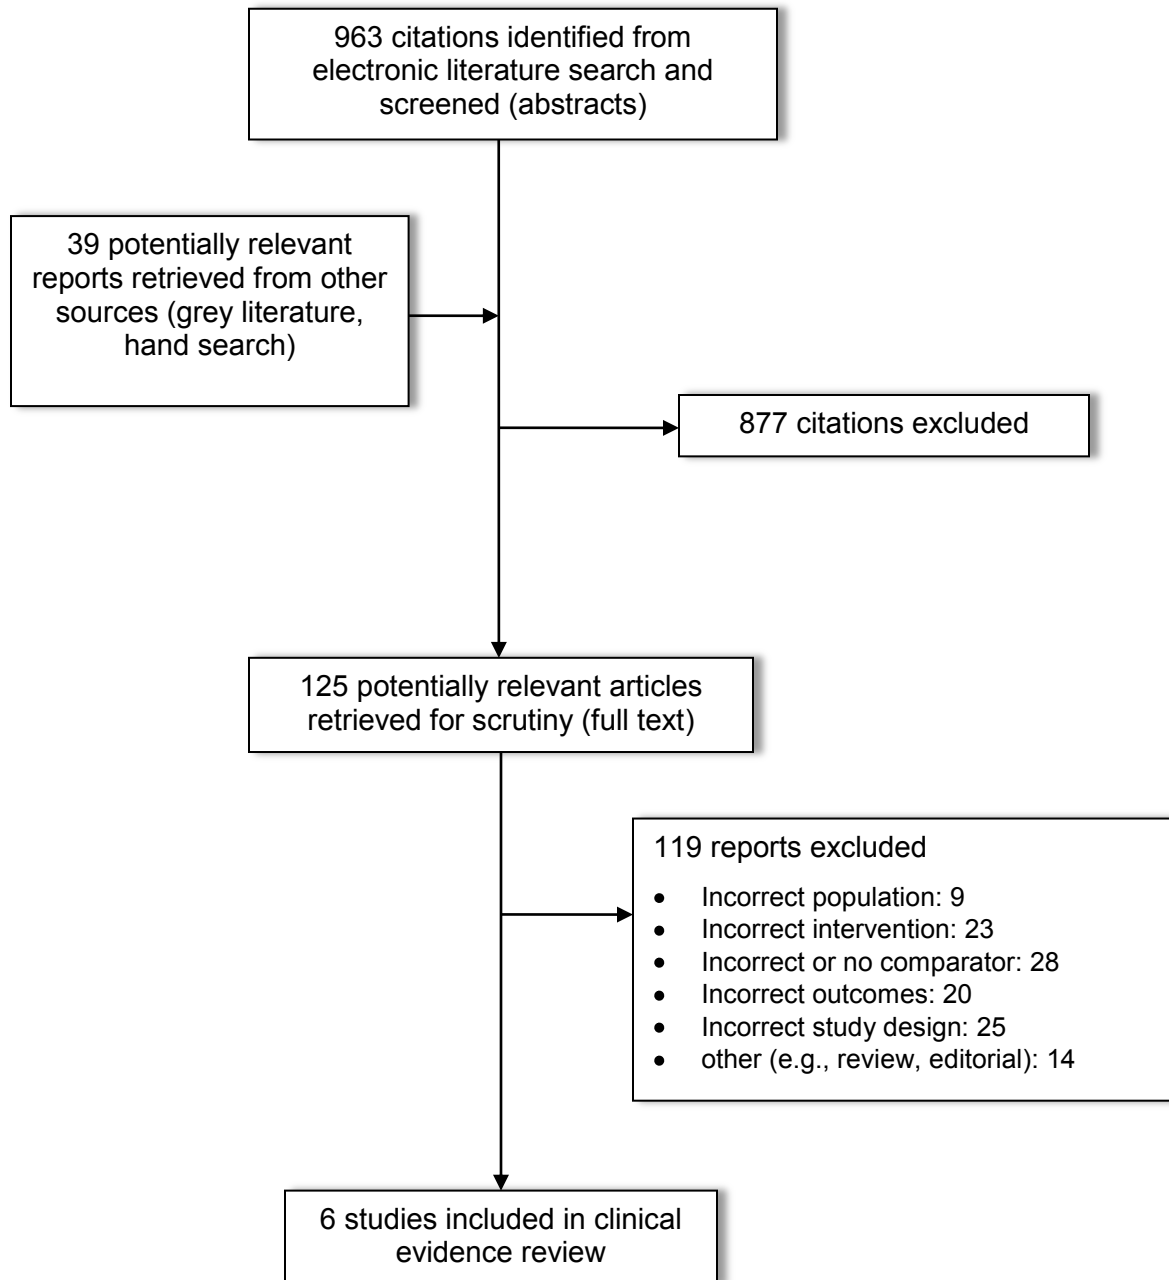 963 citations identified from
electronic literature search and
screened (abstracts)
39 potentially relevant
reports retrieved from other
sources (grey literature,
hand search)
877 citations excluded
125 potentially relevant articles
retrieved for scrutiny (full text)
119 reports excluded
• Incorrect population: 9
• Incorrect intervention: 23
• Incorrect or no comparator: 28
• Incorrect outcomes: 20
• Incorrect study design: 25
• other (e.g., review, editorial): 14
6 studies included in clinical
evidence review